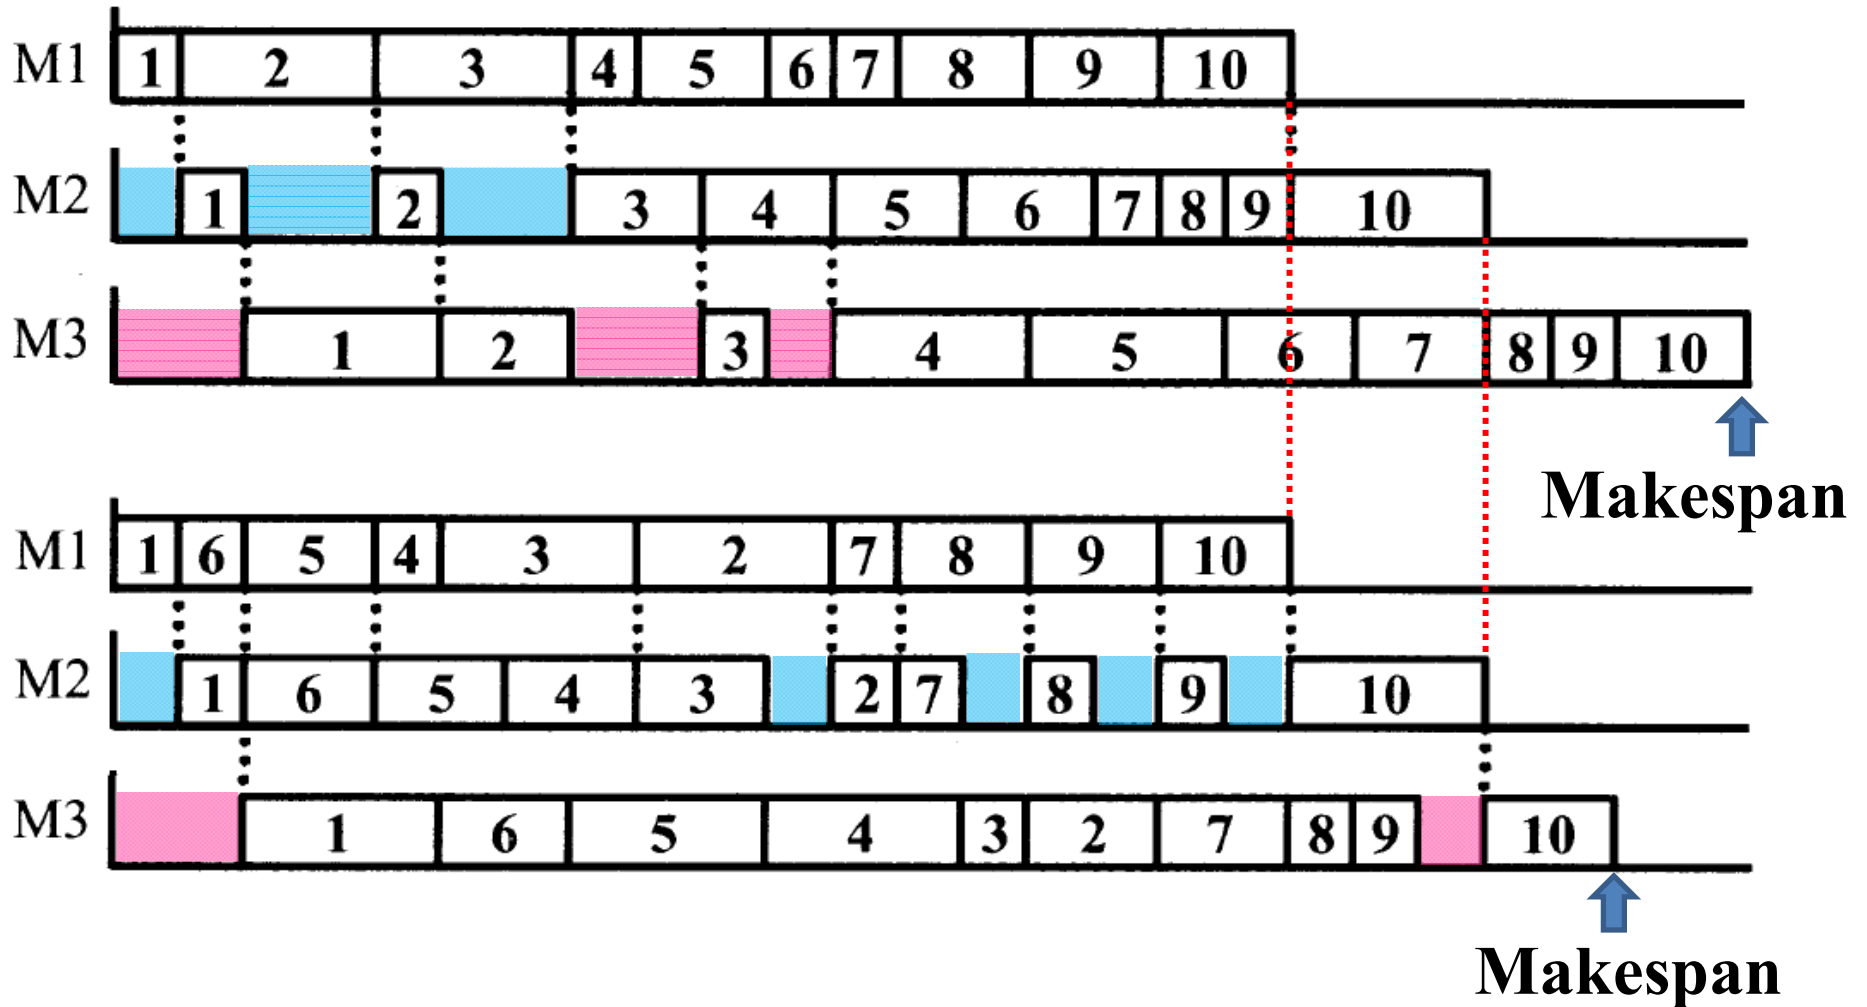 M1 1 2 3 4 5 6 7 8 9 10
M2 1 2 3 4 5 6 7 8 9 10
M3 1 2 3 4 5 6 7 8 9 10
Makespan
M1 1 6 5 4 3 2 7 8 9 10
M2 1 6 5 4 3 2 7 8 9 10
M3 1 6 5 4 3 2 7 8 9 10
Makespan